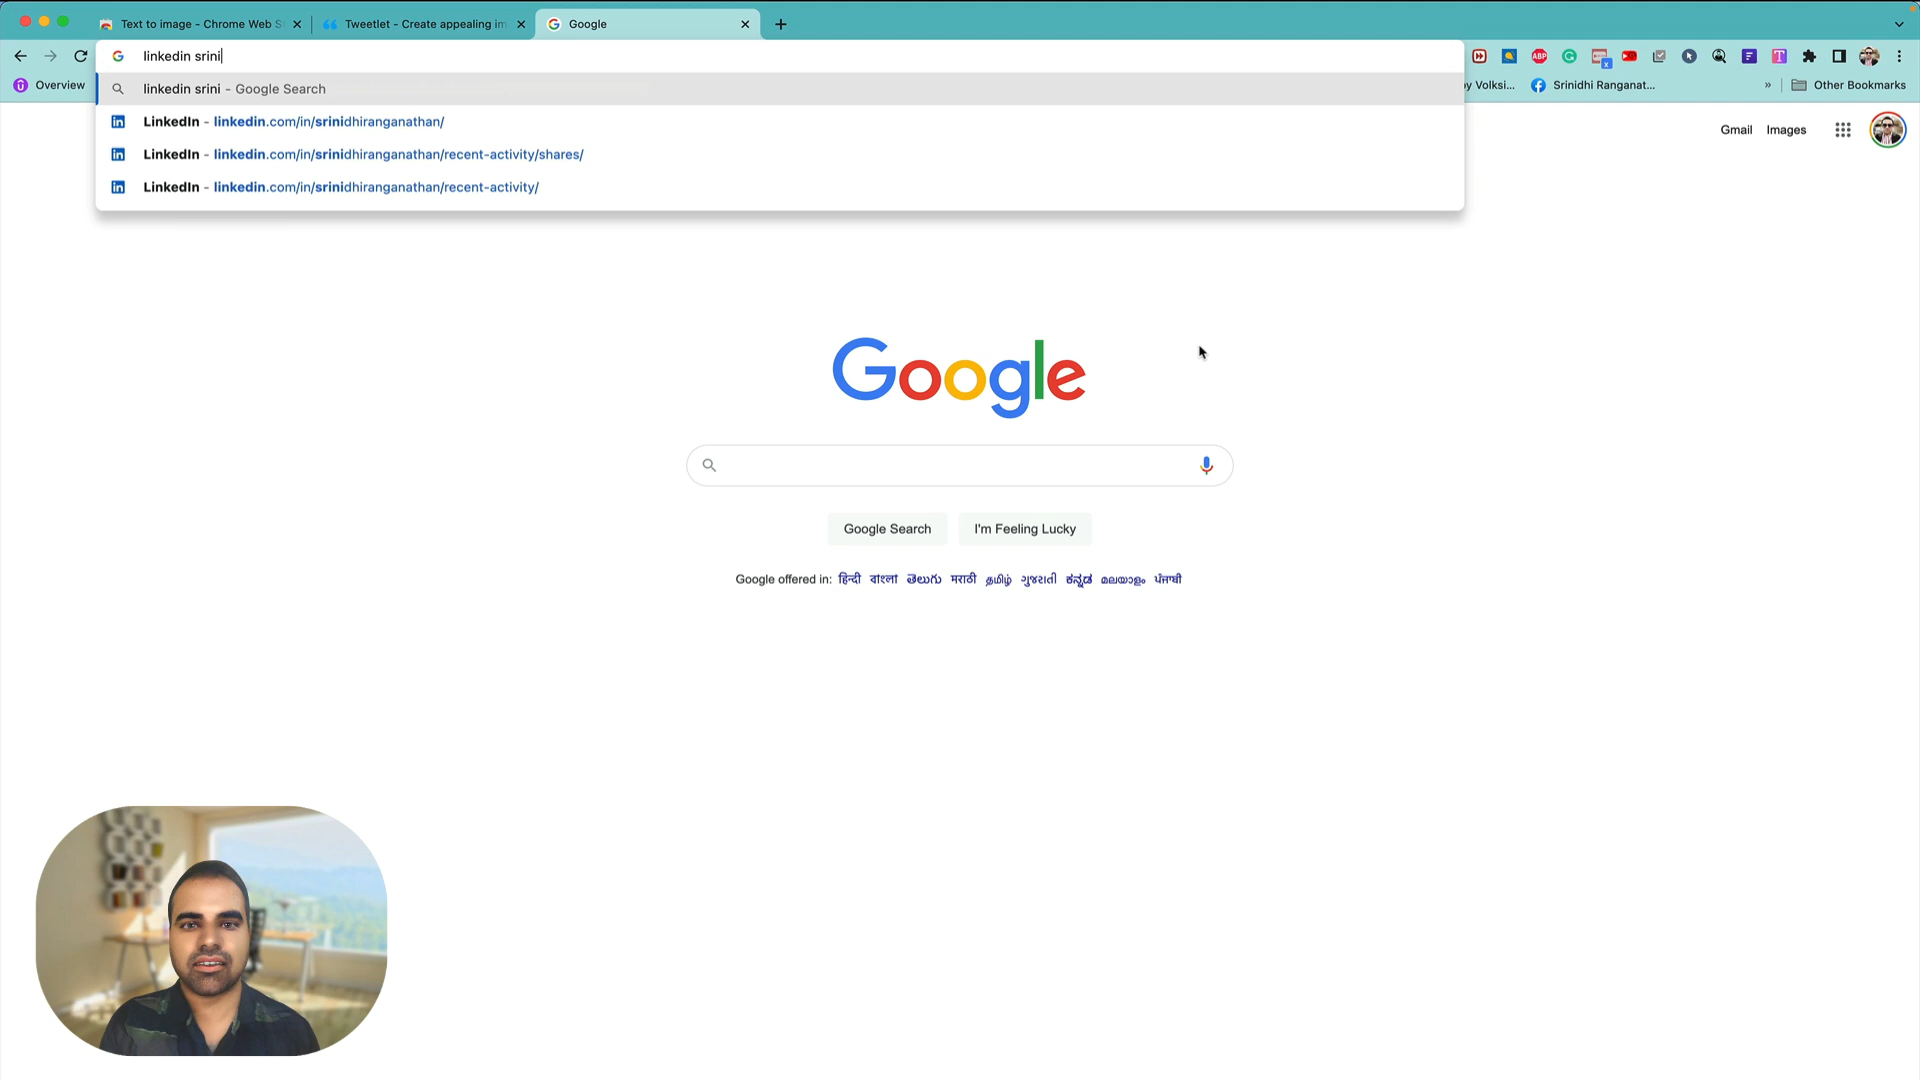 Text to image - Chrome Web S
Tweetlet - Create appealing im
Google
linkedin srini
Overview
linkedin srini - Google Search
LinkedIn - linkedin.com/in/srinidhiranganathan/
LinkedIn - linkedin.com/in/srinidhiranganathan/recent-activity/shares/
LinkedIn - linkedin.com/in/srinidhiranganathan/recent-activity/
ABP
y Volksi...
Srinidhi Ranganat...
»
Other Bookmarks
Gmail
Images
Google
Google Search
I'm Feeling Lucky
Google offered in: हिन्दी বাংলা తెలుగు मराठी தமிழ் ગુજરાતી ಕನ್ನಡ മലയാളം ਪੰਜਾਬੀ